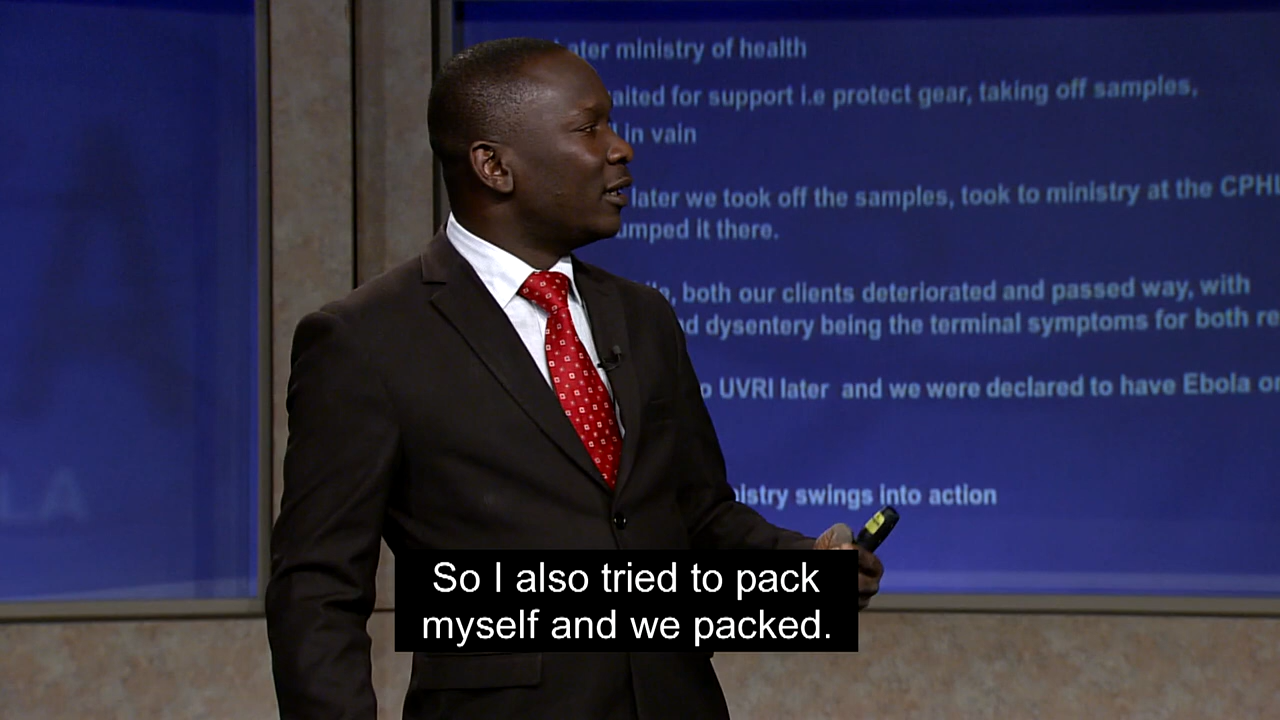 ater ministry of health
aited for support i.e protect gear, taking off samples,
in vain
later we took off the samples, took to ministry at the CPHL
umped it there.
both our clients deteriorated and passed way, with
d dysentery being the terminal symptoms for both re
UVRI later and we were declared to have Ebola o
nistry swings into action
LA
So I also tried to pack
myself and we packed.